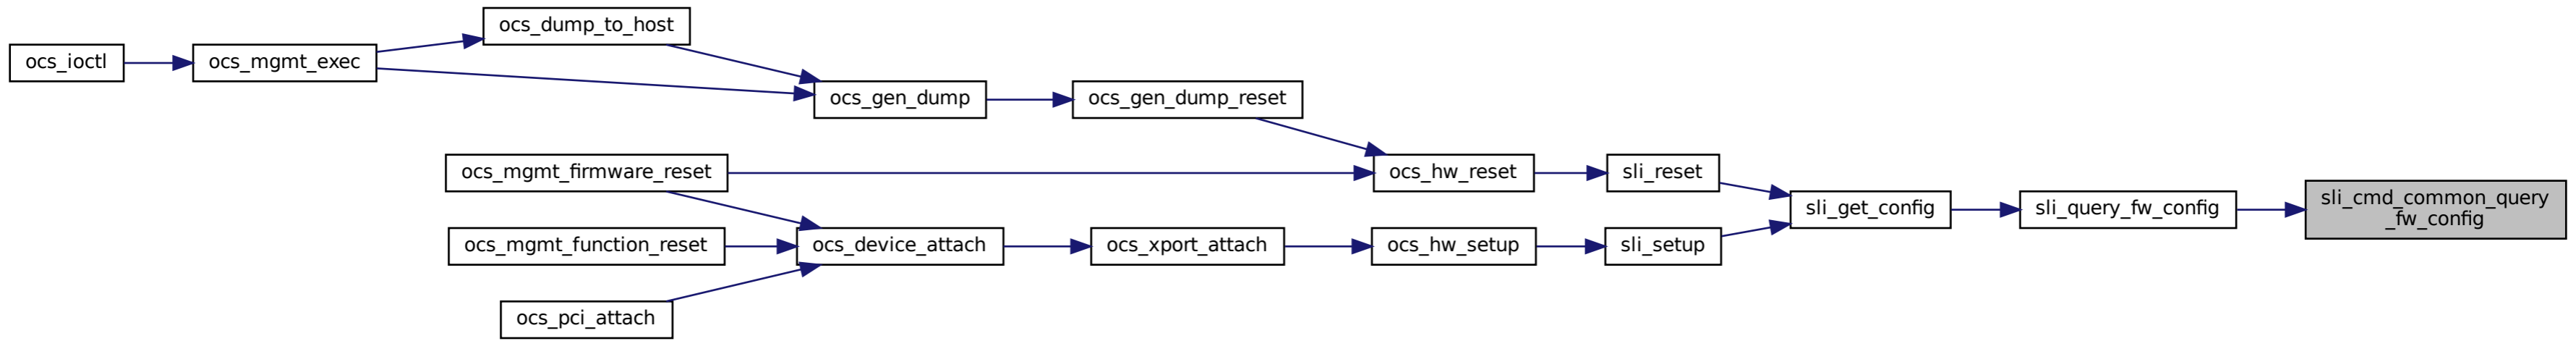 ocs_ioctl
ocs_mgmt_exec
ocs_dump_to_host
ocs_gen_dump
ocs_gen_dump_reset
ocs_mgmt_firmware_reset
ocs_hw_reset
sli_reset
ocs_mgmt_function_reset
ocs_device_attach
ocs_xport_attach
ocs_hw_setup
sli_setup
ocs_pci_attach
sli_get_config
sli_query_fw_config
sli_cmd_common_query
_fw_config